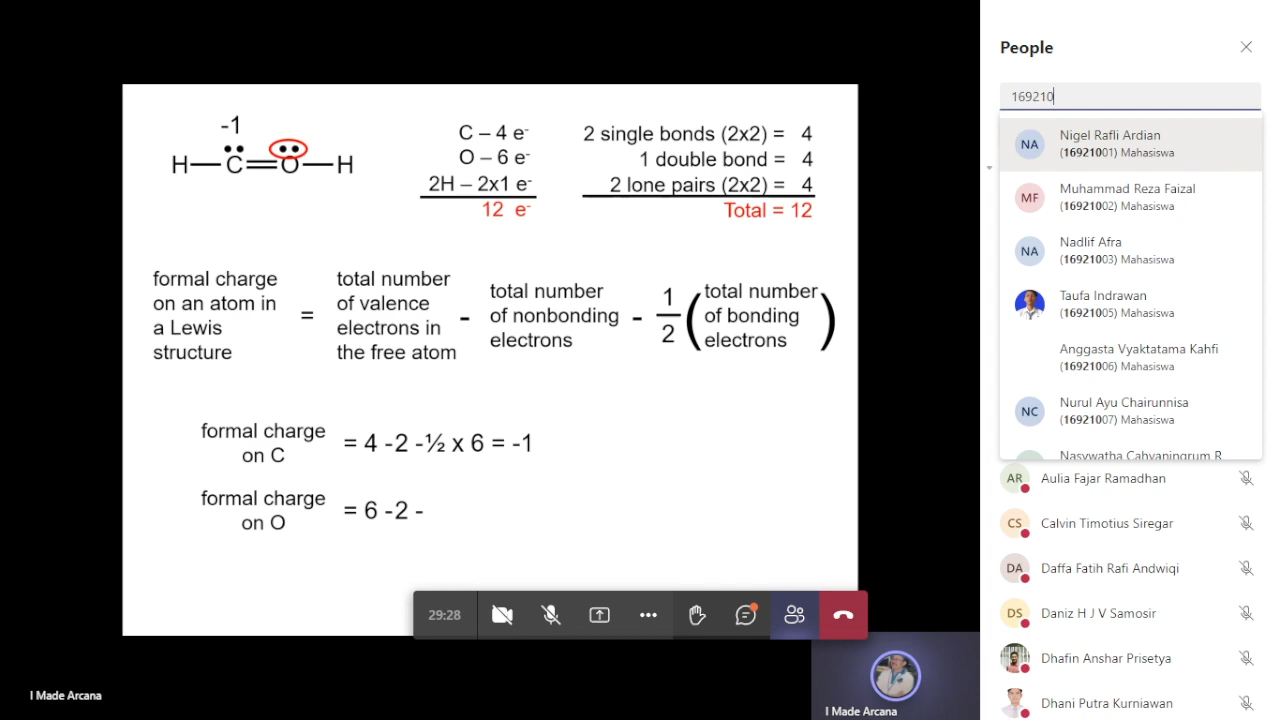 -1
H—C=O—H
C – 4 e-
O – 6 e-
2H – 2x1 e-
12 e-
2 single bonds (2x2) = 4
1 double bond = 4
2 lone pairs (2x2) = 4
Total = 12
formal charge
on an atom in
a Lewis
structure
=
total number
of valence
electrons in
the free atom
-
total number
of nonbonding
electrons
-
1
2
(
total number
of bonding
electrons
)
formal charge
on C
= 4 -2 -½ x 6 = -1
formal charge
on O
= 6 -2 -
29:28
I Made Arcana
I Made Arcana
People
169210
NA
Nigel Rafli Ardian
(16921001) Mahasiswa
MF
Muhammad Reza Faizal
(16921002) Mahasiswa
NA
Nadlif Afra
(16921003) Mahasiswa
Taufa Indrawan
(16921005) Mahasiswa
Anggasta Vyaktatama Kahfi
(16921006) Mahasiswa
NC
Nurul Ayu Chairunnisa
(16921007) Mahasiswa
Nasywatha Cahyaningrum R
AR
Aulia Fajar Ramadhan
CS
Calvin Timotius Siregar
DA
Daffa Fatih Rafi Andwiqi
DS
Daniz H J V Samosir
Dhafin Anshar Prisetya
Dhani Putra Kurniawan